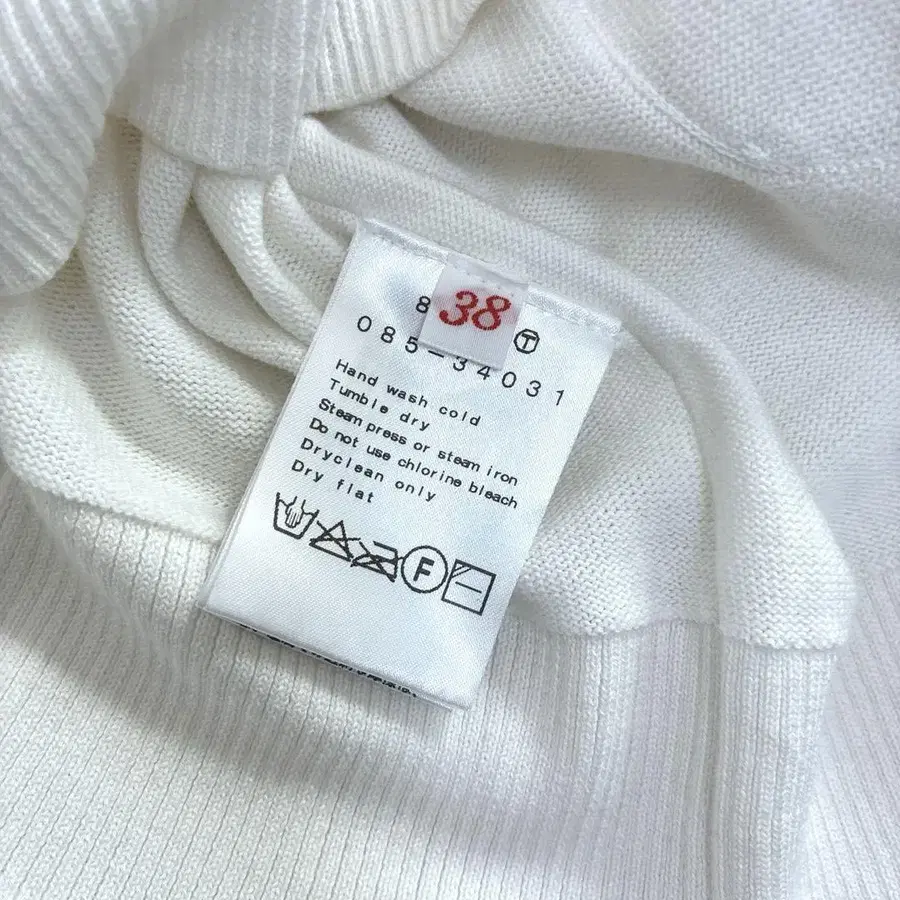 38
8 Ⓣ
085-34031
Hand wash cold
Tumble dry
Steam press or steam iron
Do not use chlorine bleach
Dryclean only
Dry flat
F